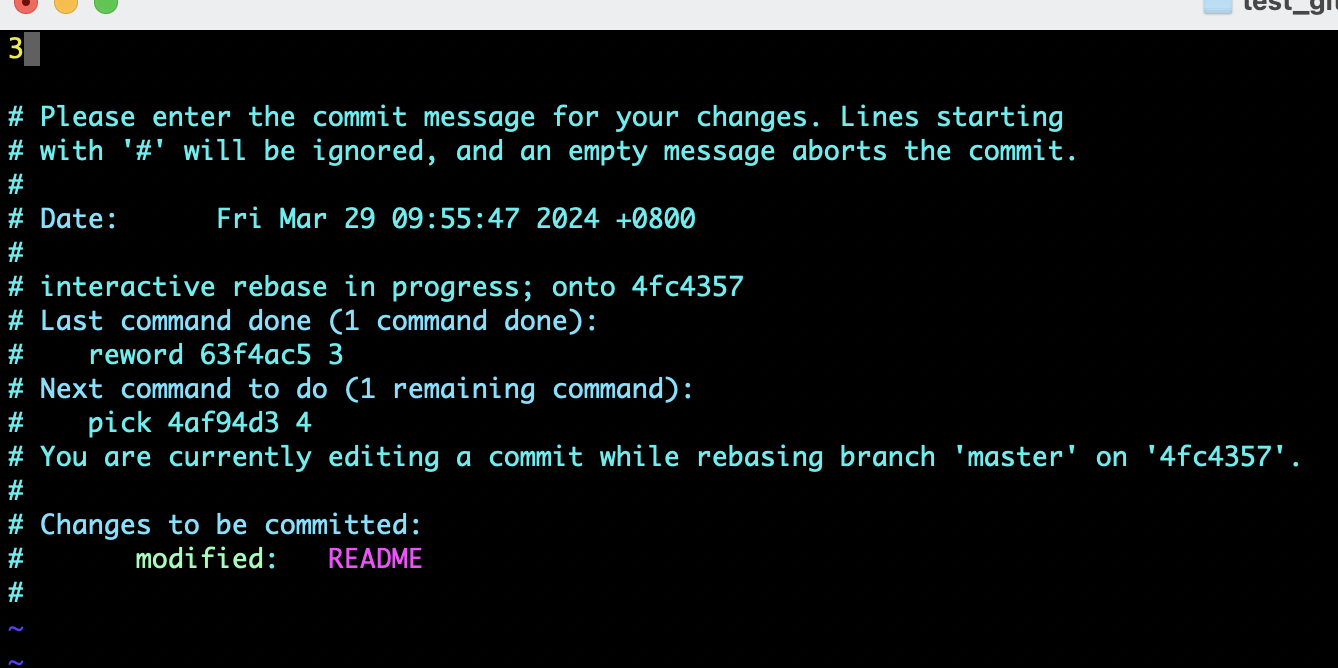 test_git
3
# Please enter the commit message for your changes. Lines starting
# with '#' will be ignored, and an empty message aborts the commit.
#
# Date:      Fri Mar 29 09:55:47 2024 +0800
#
# interactive rebase in progress; onto 4fc4357
# Last command done (1 command done):
#    reword 63f4ac5 3
# Next command to do (1 remaining command):
#    pick 4af94d3 4
# You are currently editing a commit while rebasing branch 'master' on '4fc4357'.
#
# Changes to be committed:
#       modified:   README
#
~
~